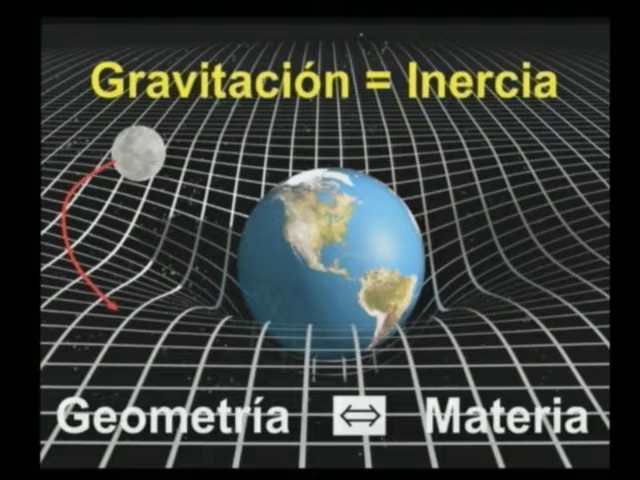 Gravitación = Inercia
Geometría ⇔ Materia